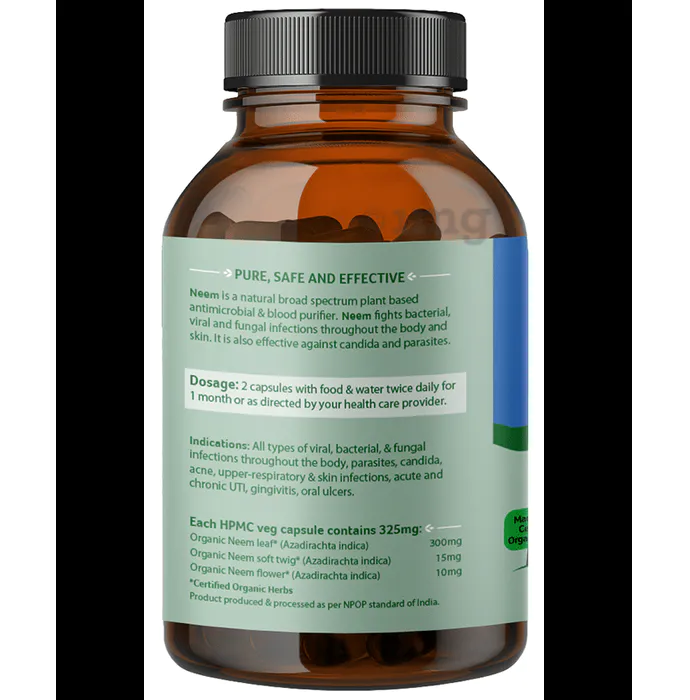 PURE, SAFE AND EFFECTIVE
Neem is a natural broad spectrum plant based
antimicrobial & blood purifier. Neem fights bacterial,
viral and fungal infections throughout the body and
skin. It is also effective against candida and parasites.
Dosage: 2 capsules with food & water twice daily for
1 month or as directed by your health care provider.
Indications: All types of viral, bacterial, & fungal
infections throughout the body, parasites, candida,
acne, upper-respiratory & skin infections, acute and
chronic UTI, gingivitis, oral ulcers.
Each HPMC veg capsule contains 325mg:
Organic Neem leaf* (Azadirachta indica) 300mg
Organic Neem soft twig* (Azadirachta indica) 15mg
Organic Neem flower* (Azadirachta indica) 10mg
*Certified Organic Herbs
Product produced & processed as per NPOP standard of India.